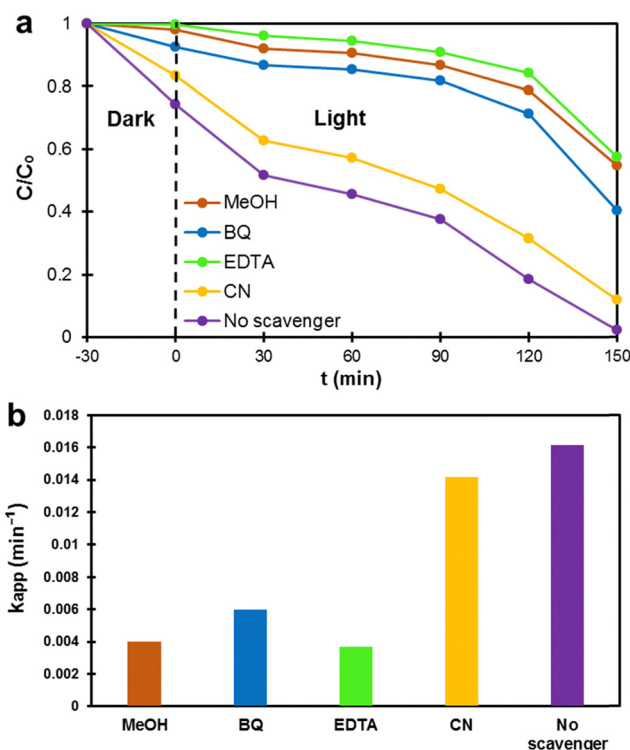 a
1
0.8
0.6
0.4
0.2
0
C/Co
Dark
Light
MeOH
BQ
EDTA
CN
No scavenger
-30 0 30 60 90 120 150
t (min)
b
0.018
0.016
0.014
0.012
0.01
0.008
0.006
0.004
0.002
0
kapp (min⁻¹)
MeOH BQ EDTA CN No
scavenger